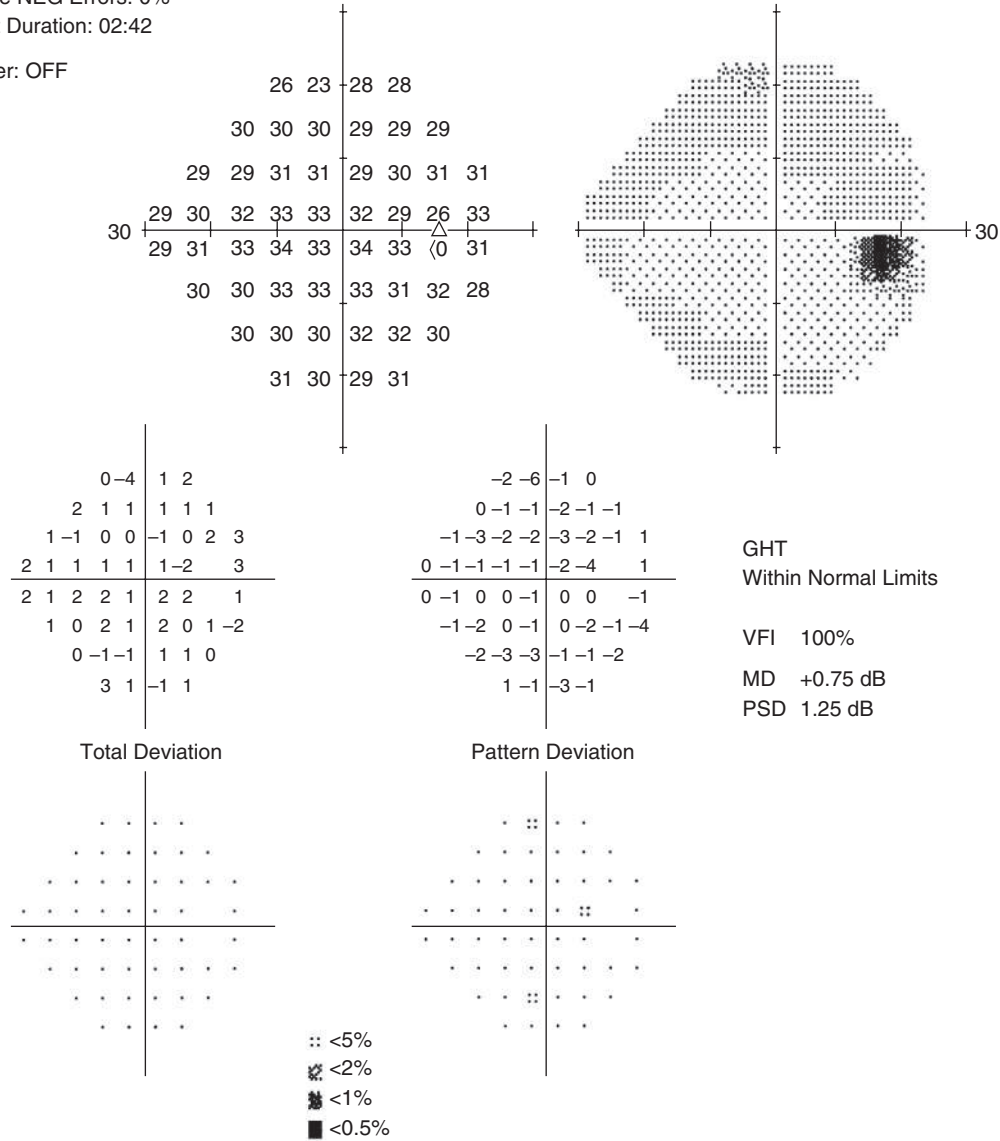 NEG Errors: 0%
Duration: 02:42
er: OFF
26 23 28 28
30 30 30 29 29 29
29 29 31 31 29 30 31 31
29 30 32 33 33 32 29 26 33
30 30
29 31 33 34 33 34 33 ⟨0 31
30 30 33 33 33 31 32 28
30 30 30 32 32 30
31 30 29 31
0 –4 1 2
2 1 1 1 1 1
1 –1 0 0 –1 0 2 3
2 1 1 1 1 1 –2 3
2 1 2 2 1 2 2 1
1 0 2 1 2 0 1 –2
0 –1 –1 1 1 0
3 1 –1 1
Total Deviation
–2 –6 –1 0
0 –1 –1 –2 –1 –1
–1 –3 –2 –2 –3 –2 –1 1
0 –1 –1 –1 –1 –2 –4 1
0 –1 0 0 –1 0 0 –1
–1 –2 0 –1 0 –2 –1 –4
–2 –3 –3 –1 –1 –2
1 –1 –3 –1
Pattern Deviation
GHT
Within Normal Limits
VFI 100%
MD +0.75 dB
PSD 1.25 dB
<5%
<2%
<1%
<0.5%